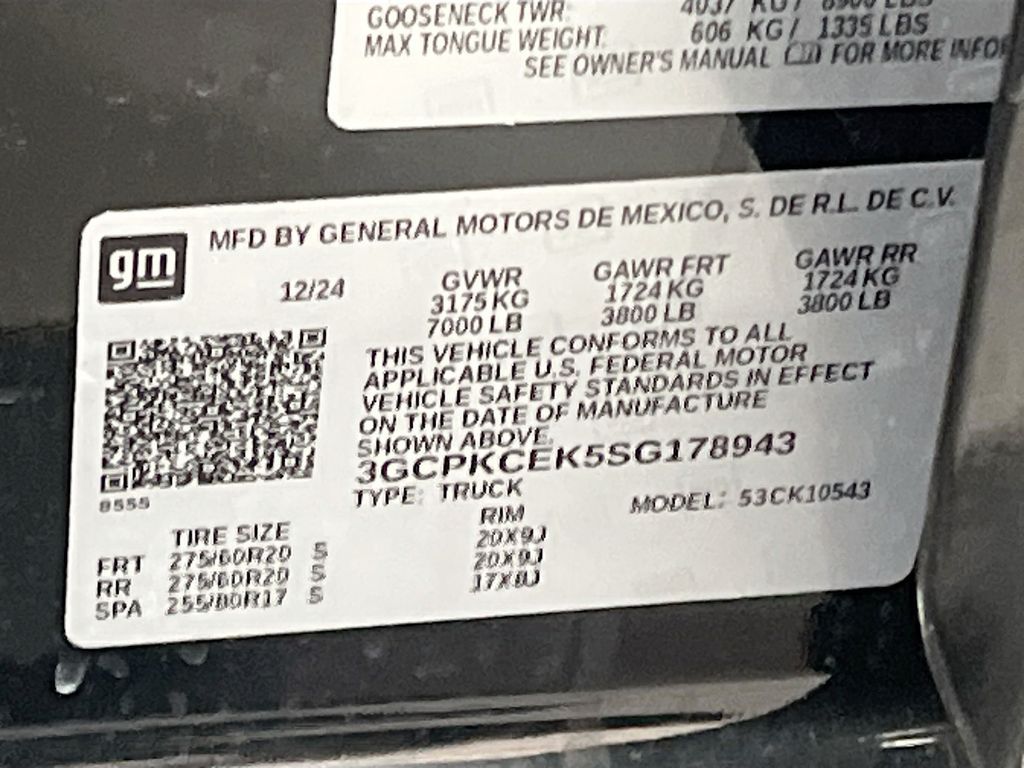 GOOSENECK TWR:
MAX TONGUE WEIGHT: 606 KG / 1335 LBS
SEE OWNER'S MANUAL FOR MORE
MFD BY GENERAL MOTORS DE MEXICO, S. DE R.L. DE C.V.
gm
12/24 GVWR GAWR FRT GAWR RR
3175 KG 1724 KG 1724 KG
7000 LB 3800 LB 3800 LB
THIS VEHICLE CONFORMS TO ALL
APPLICABLE U.S. FEDERAL MOTOR
VEHICLE SAFETY STANDARDS IN EFFECT
ON THE DATE OF MANUFACTURE
SHOWN ABOVE.
3GCPKCEK5SG178943
8555
TYPE: TRUCK MODEL: 53CK10543
TIRE SIZE RIM
FRT 275/60R20 S 20X9J
RR 275/60R20 S 20X9J
SPA 255/80R17 S 17X8J